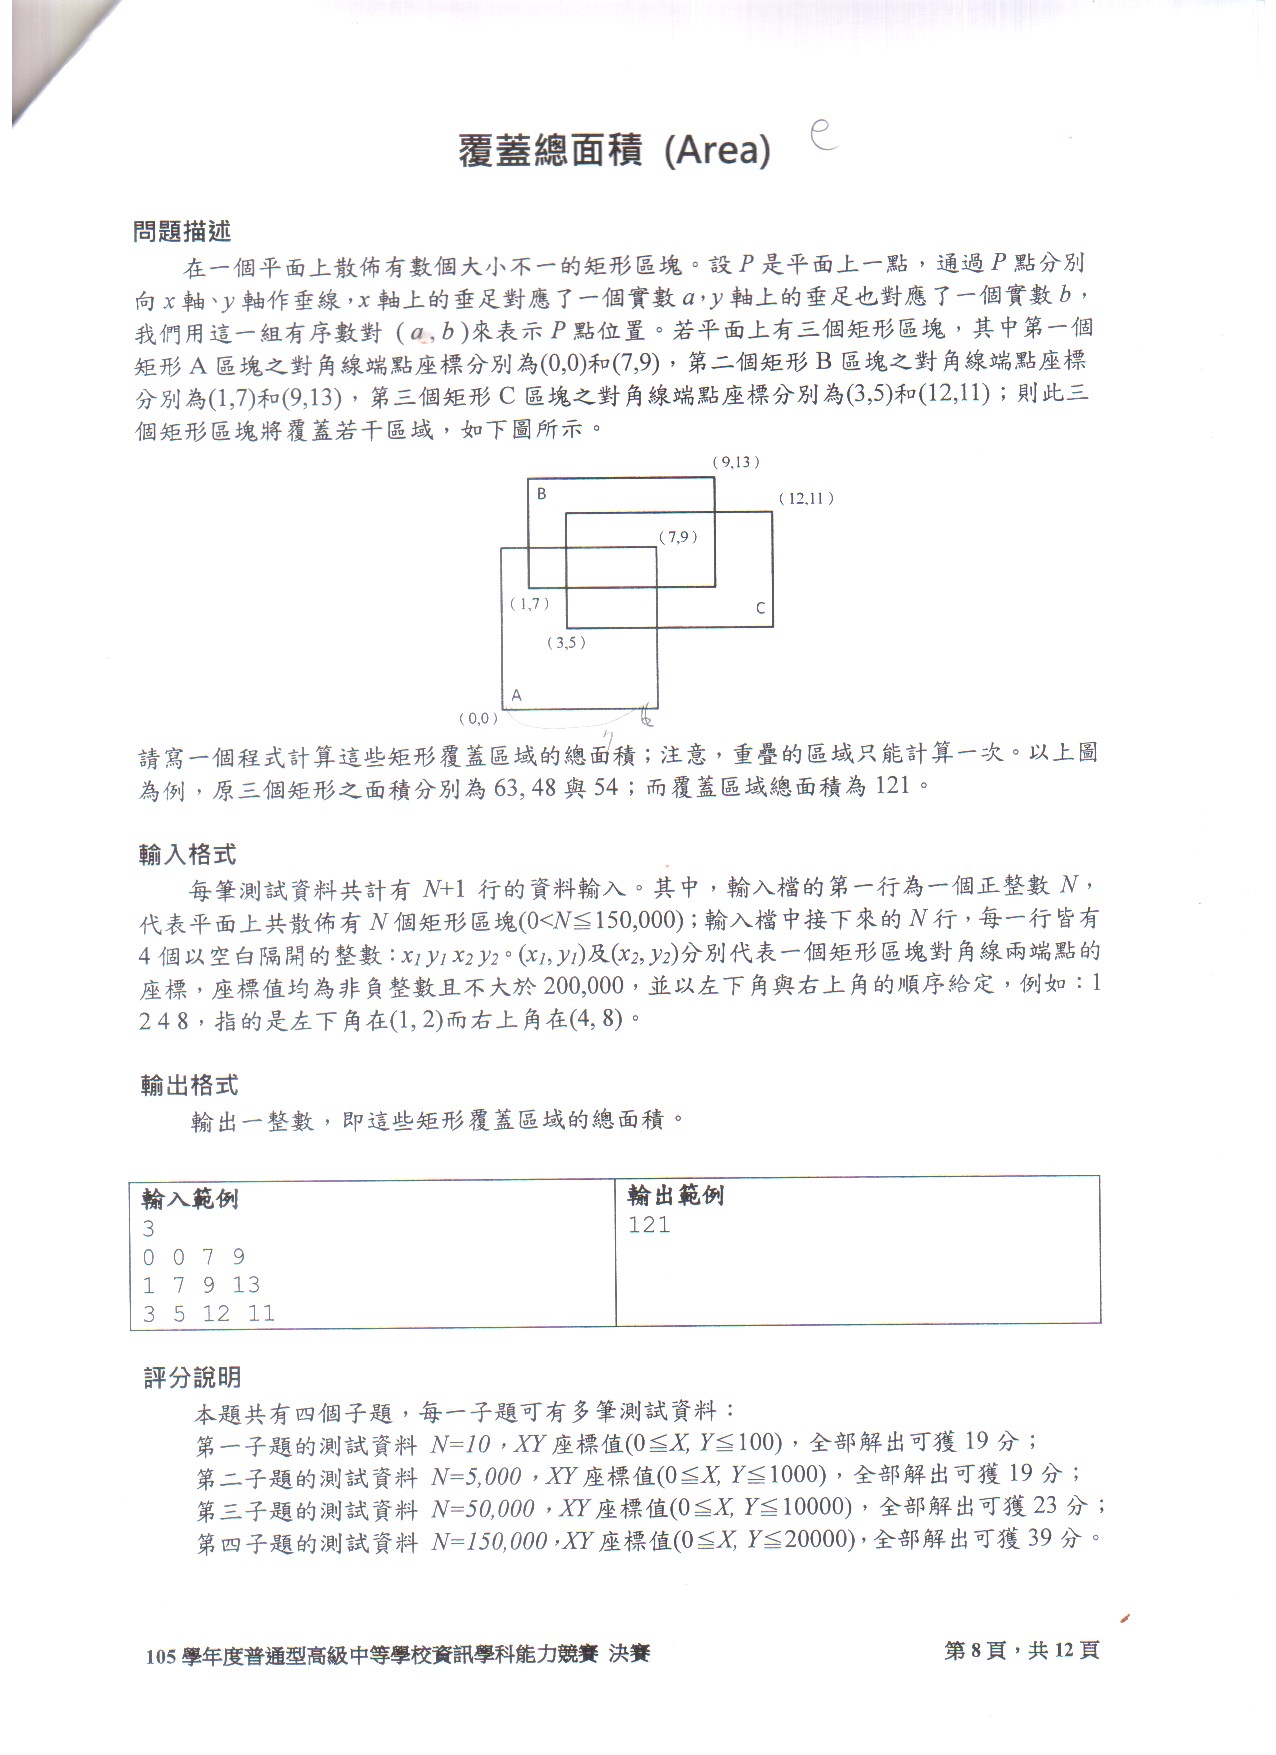 覆蓋總面積 (Area) e
問題描述
在一個平面上散佈有數個大小不一的矩形區塊。設 P 是平面上一點，通過 P 點分別
向 x 軸、y 軸作垂線，x 軸上的垂足對應了一個實數 a，y 軸上的垂足也對應了一個實數 b，
我們用這一組有序數對 (a, b)來表示 P 點位置。若平面上有三個矩形區塊，其中第一個
矩形 A 區塊之對角線端點座標分別為(0,0)和(7,9)，第二個矩形 B 區塊之對角線端點座標
分別為(1,7)和(9,13)，第三個矩形 C 區塊之對角線端點座標分別為(3,5)和(12,11)；則此三
個矩形區塊將覆蓋若干區域，如下圖所示。
(9,13)
B
(12,11)
(7,9)
(1,7)
C
(3,5)
A
(0,0)
7
請寫一個程式計算這些矩形覆蓋區域的總面積；注意，重疊的區域只能計算一次。以上圖
為例，原三個矩形之面積分別為 63, 48 與 54；而覆蓋區域總面積為 121。
輸入格式
每筆測試資料共計有 N+1 行的資料輸入。其中，輸入檔的第一行為一個正整數 N，
代表平面上共散佈有 N 個矩形區塊(0<N≦150,000)；輸入檔中接下來的 N 行，每一行皆有
4 個以空白隔開的整數：x1 y1 x2 y2。(x1, y1)及(x2, y2)分別代表一個矩形區塊對角線兩端點的
座標，座標值均為非負整數且不大於 200,000，並以左下角與右上角的順序給定，例如：1
2 4 8，指的是左下角在(1, 2)而右上角在(4, 8)。
輸出格式
輸出一整數，即這些矩形覆蓋區域的總面積。
輸入範例 輸出範例
3 121
0 0 7 9
1 7 9 13
3 5 12 11
評分說明
本題共有四個子題，每一子題可有多筆測試資料：
第一子題的測試資料 N=10，XY 座標值(0≦X, Y≦100)，全部解出可獲 19 分；
第二子題的測試資料 N=5,000，XY 座標值(0≦X, Y≦1000)，全部解出可獲 19 分；
第三子題的測試資料 N=50,000，XY 座標值(0≦X, Y≦10000)，全部解出可獲 23 分；
第四子題的測試資料 N=150,000，XY 座標值(0≦X, Y≦20000)，全部解出可獲 39 分。
105 學年度普通型高級中等學校資訊學科能力競賽 決賽 第 8 頁，共 12 頁